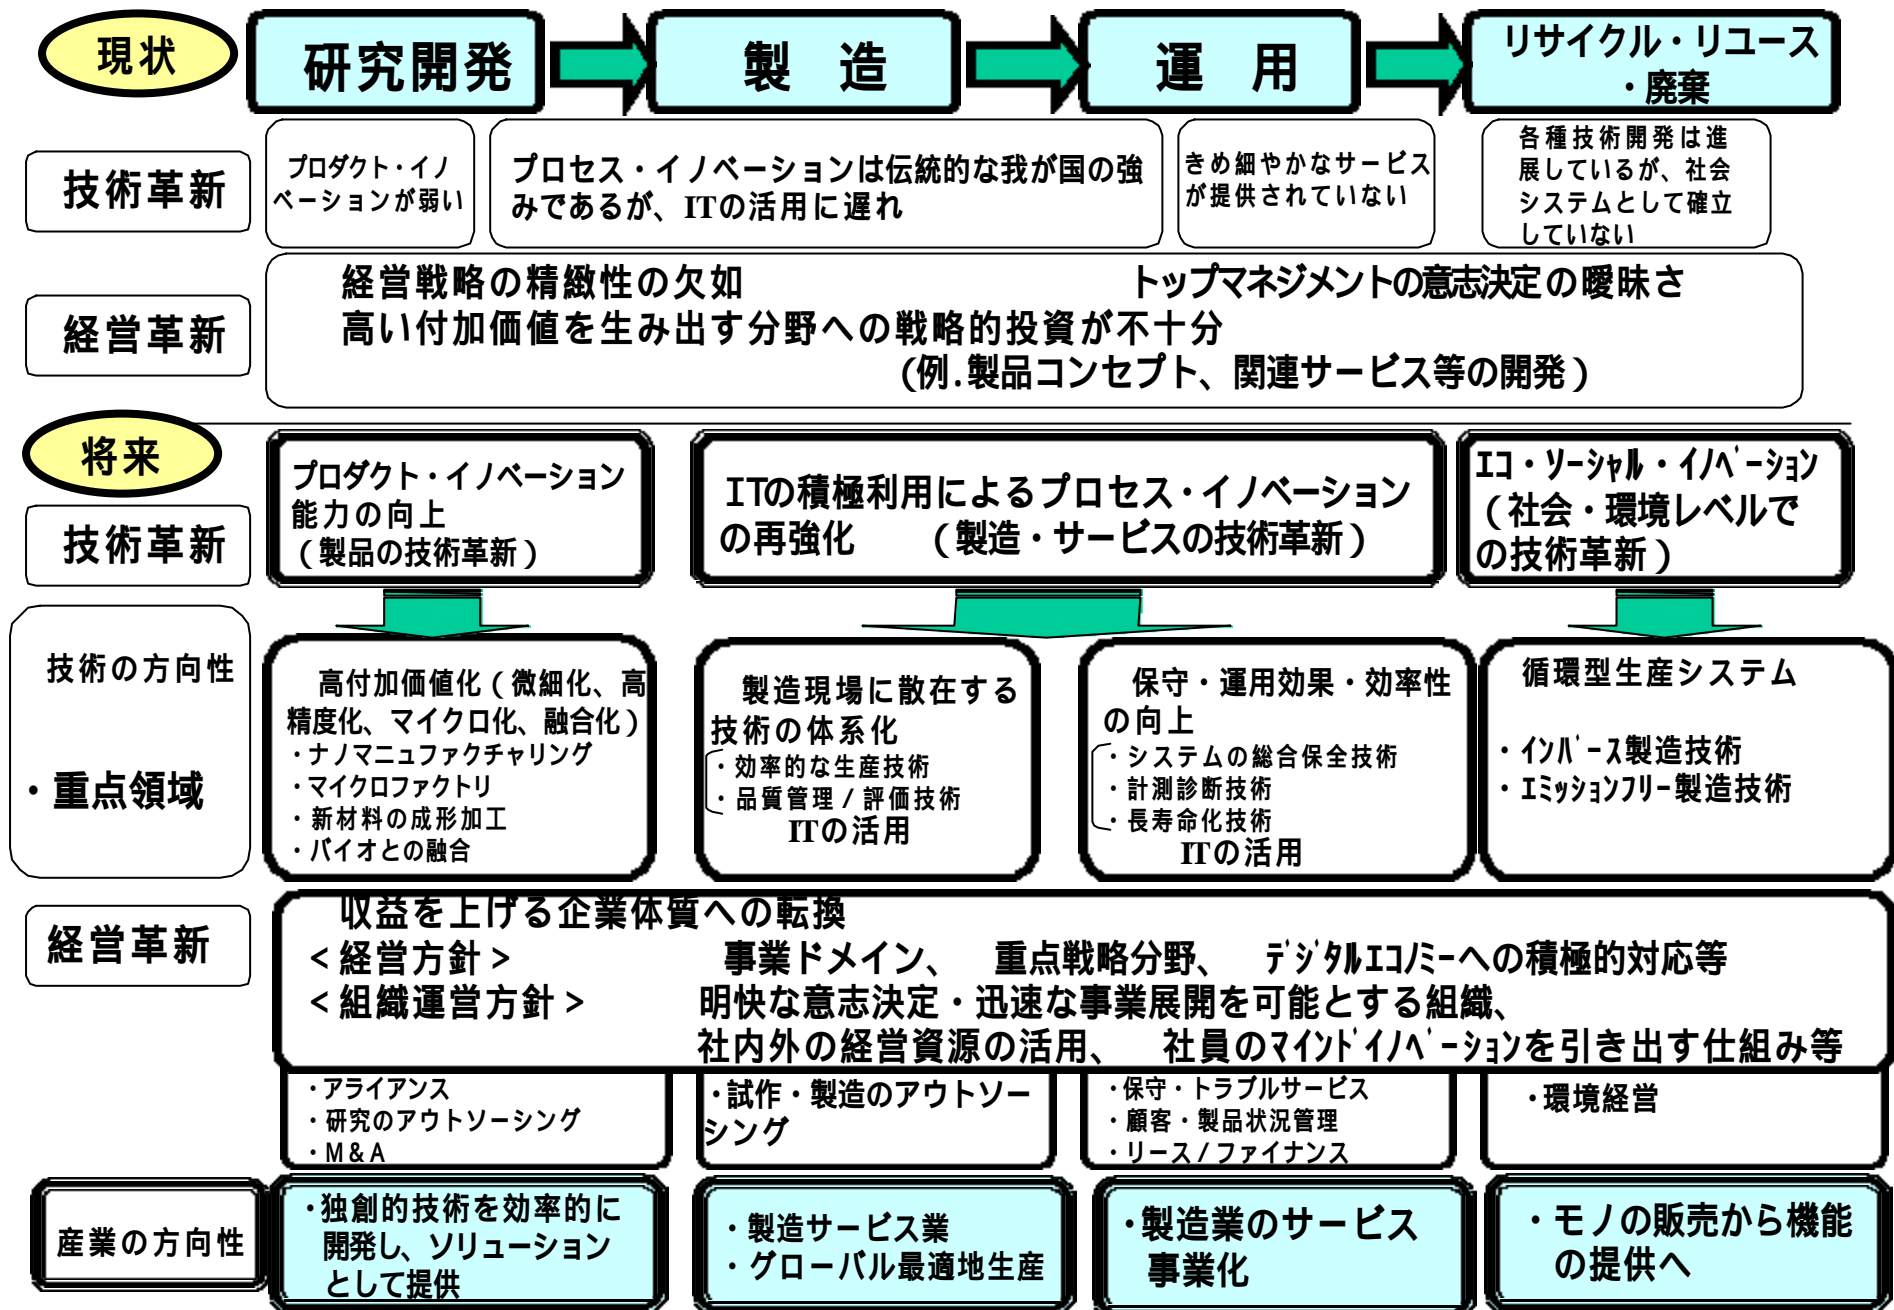 現状
研究開発
製　造
運　用
リサイクル・リユース
・廃棄
技術革新
プロダクト・イノ
ベーションが弱い
プロセス・イノベーションは伝統的な我が国の強
みであるが、ITの活用に遅れ
きめ細やかなサービス
が提供されていない
各種技術開発は進
展しているが、社会
システムとして確立
していない
経営革新
経営戦略の精緻性の欠如　　　トップマネジメントの意志決定の曖昧さ
高い付加価値を生み出す分野への戦略的投資が不十分
(例.製品コンセプト、関連サービス等の開発)
将来
技術革新
プロダクト・イノベーション
能力の向上
(製品の技術革新)
ITの積極利用によるプロセス・イノベーション
の再強化　　(製造・サービスの技術革新)
ｴｺ・ｿｰｼｬﾙ・ｲﾉﾍﾞｰｼｮﾝ
(社会・環境レベルで
の技術革新)
技術の方向性
・重点領域
高付加価値化(微細化、高
精度化、マイクロ化、融合化)
・ナノマニュファクチャリング
・マイクロファクトリ
・新材料の成形加工
・バイオとの融合
製造現場に散在する
技術の体系化
・効率的な生産技術
・品質管理/評価技術
ITの活用
保守・運用効果・効率性
の向上
・システムの総合保全技術
・計測診断技術
・長寿命化技術
ITの活用
循環型生産システム
・ｲﾝﾊﾞｰｽ製造技術
・ｴﾐｯｼｮﾝﾌﾘｰ製造技術
経営革新
収益を上げる企業体質への転換
<経営方針>　　　事業ドメイン、　重点戦略分野、　ﾃﾞｼﾞﾀﾙｴｺﾉﾐｰへの積極的対応等
<組織運営方針>　　　明快な意志決定・迅速な事業展開を可能とする組織、
社内外の経営資源の活用、　社員のﾏｲﾝﾄﾞｲﾉﾍﾞｰｼｮﾝを引き出す仕組み等
・アライアンス
・研究のアウトソーシング
・M&A
・試作・製造のアウトソー
シング
・保守・トラブルサービス
・顧客・製品状況管理
・リース/ファイナンス
・環境経営
産業の方向性
・独創的技術を効率的に
開発し、ソリューション
として提供
・製造サービス業
・グローバル最適地生産
・製造業のサービス
事業化
・モノの販売から機能
の提供へ